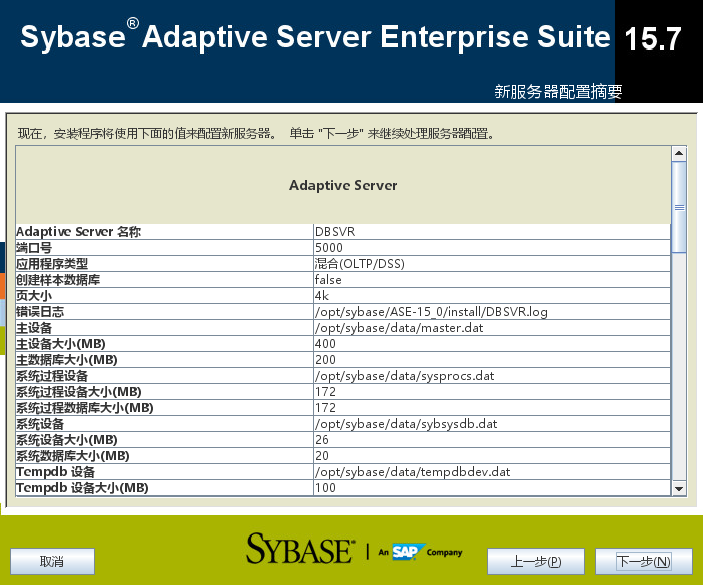 Sybase® Adaptive Server Enterprise Suite 15.7
新服务器配置摘要
现在，安装程序将使用下面的值来配置新服务器。 单击 "下一步" 来继续处理服务器配置。
Adaptive Server
Adaptive Server 名称 DBSVR
端口号 5000
应用程序类型 混合(OLTP/DSS)
创建样本数据库 false
页大小 4k
错误日志 /opt/sybase/ASE-15_0/install/DBSVR.log
主设备 /opt/sybase/data/master.dat
主设备大小(MB) 400
主数据库大小(MB) 200
系统过程设备 /opt/sybase/data/sysprocs.dat
系统过程设备大小(MB) 172
系统过程数据库大小(MB) 172
系统设备 /opt/sybase/data/sybsysdb.dat
系统设备大小(MB) 26
系统数据库大小(MB) 20
Tempdb 设备 /opt/sybase/data/tempdbdev.dat
Tempdb 设备大小(MB) 100
SYBASE® | An SAP Company
取消 上一步(P) 下一步(N)